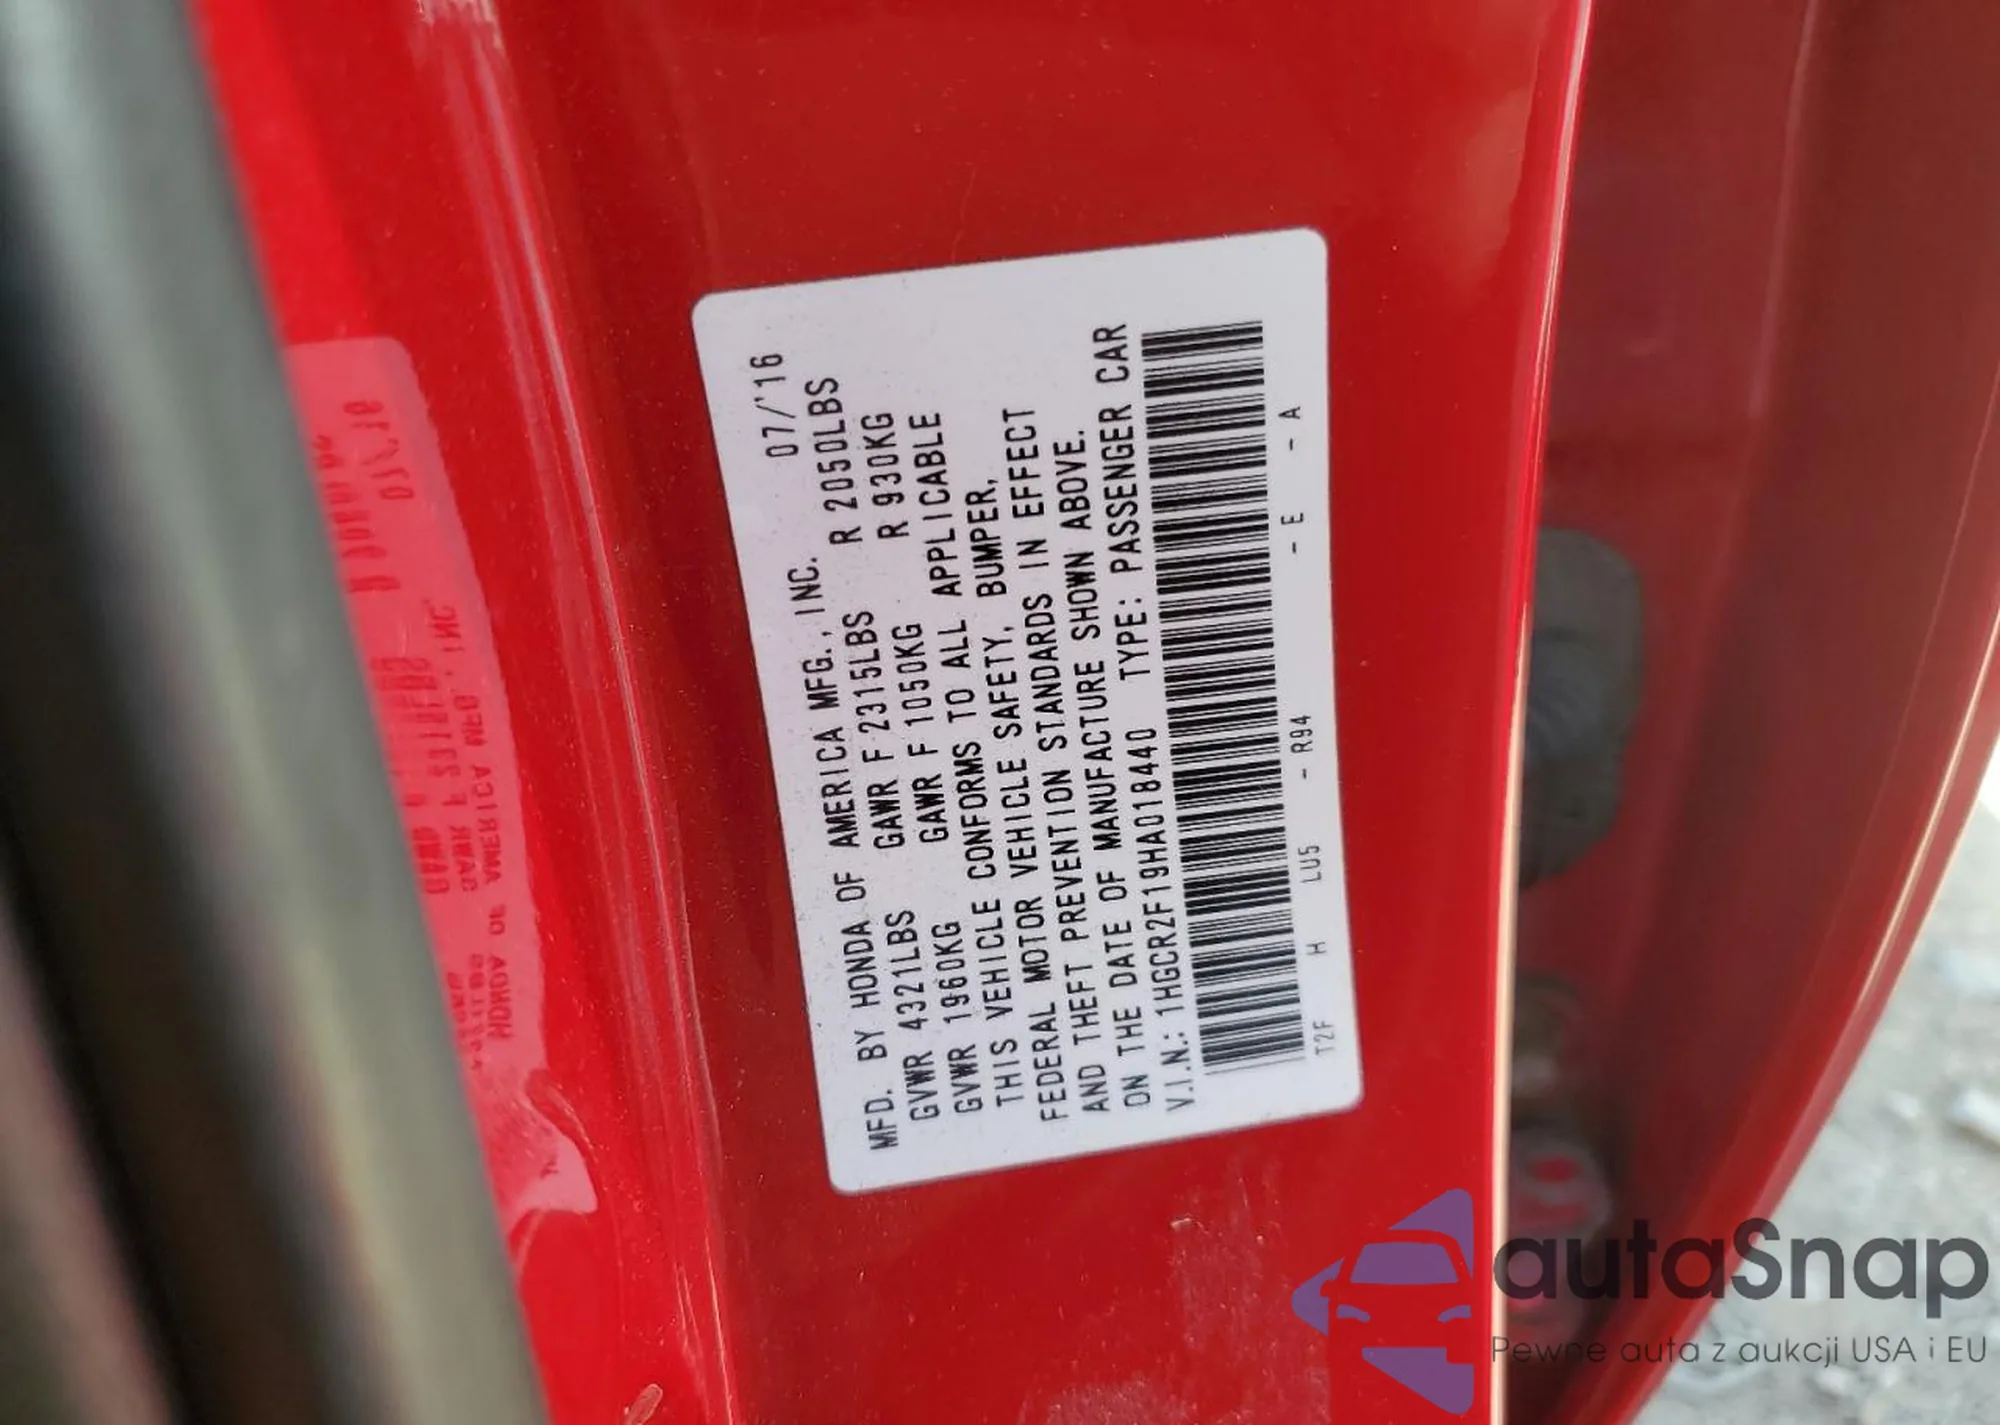 MFD. BY HONDA OF AMERICA MFG., INC. 07/'16
GVWR 4321LBS GAWR F 2315LBS R 2050LBS
GVWR 1960KG GAWR F 1050KG R 930KG
THIS VEHICLE CONFORMS TO ALL APPLICABLE
FEDERAL MOTOR VEHICLE SAFETY, BUMPER,
AND THEFT PREVENTION STANDARDS IN EFFECT
ON THE DATE OF MANUFACTURE SHOWN ABOVE.
V.I.N.: 1HGCR2F19HA018440 TYPE: PASSENGER CAR
T2F H LU5 - R94 - E - A
autaSnap
Pewne auta z aukcji USA i EU